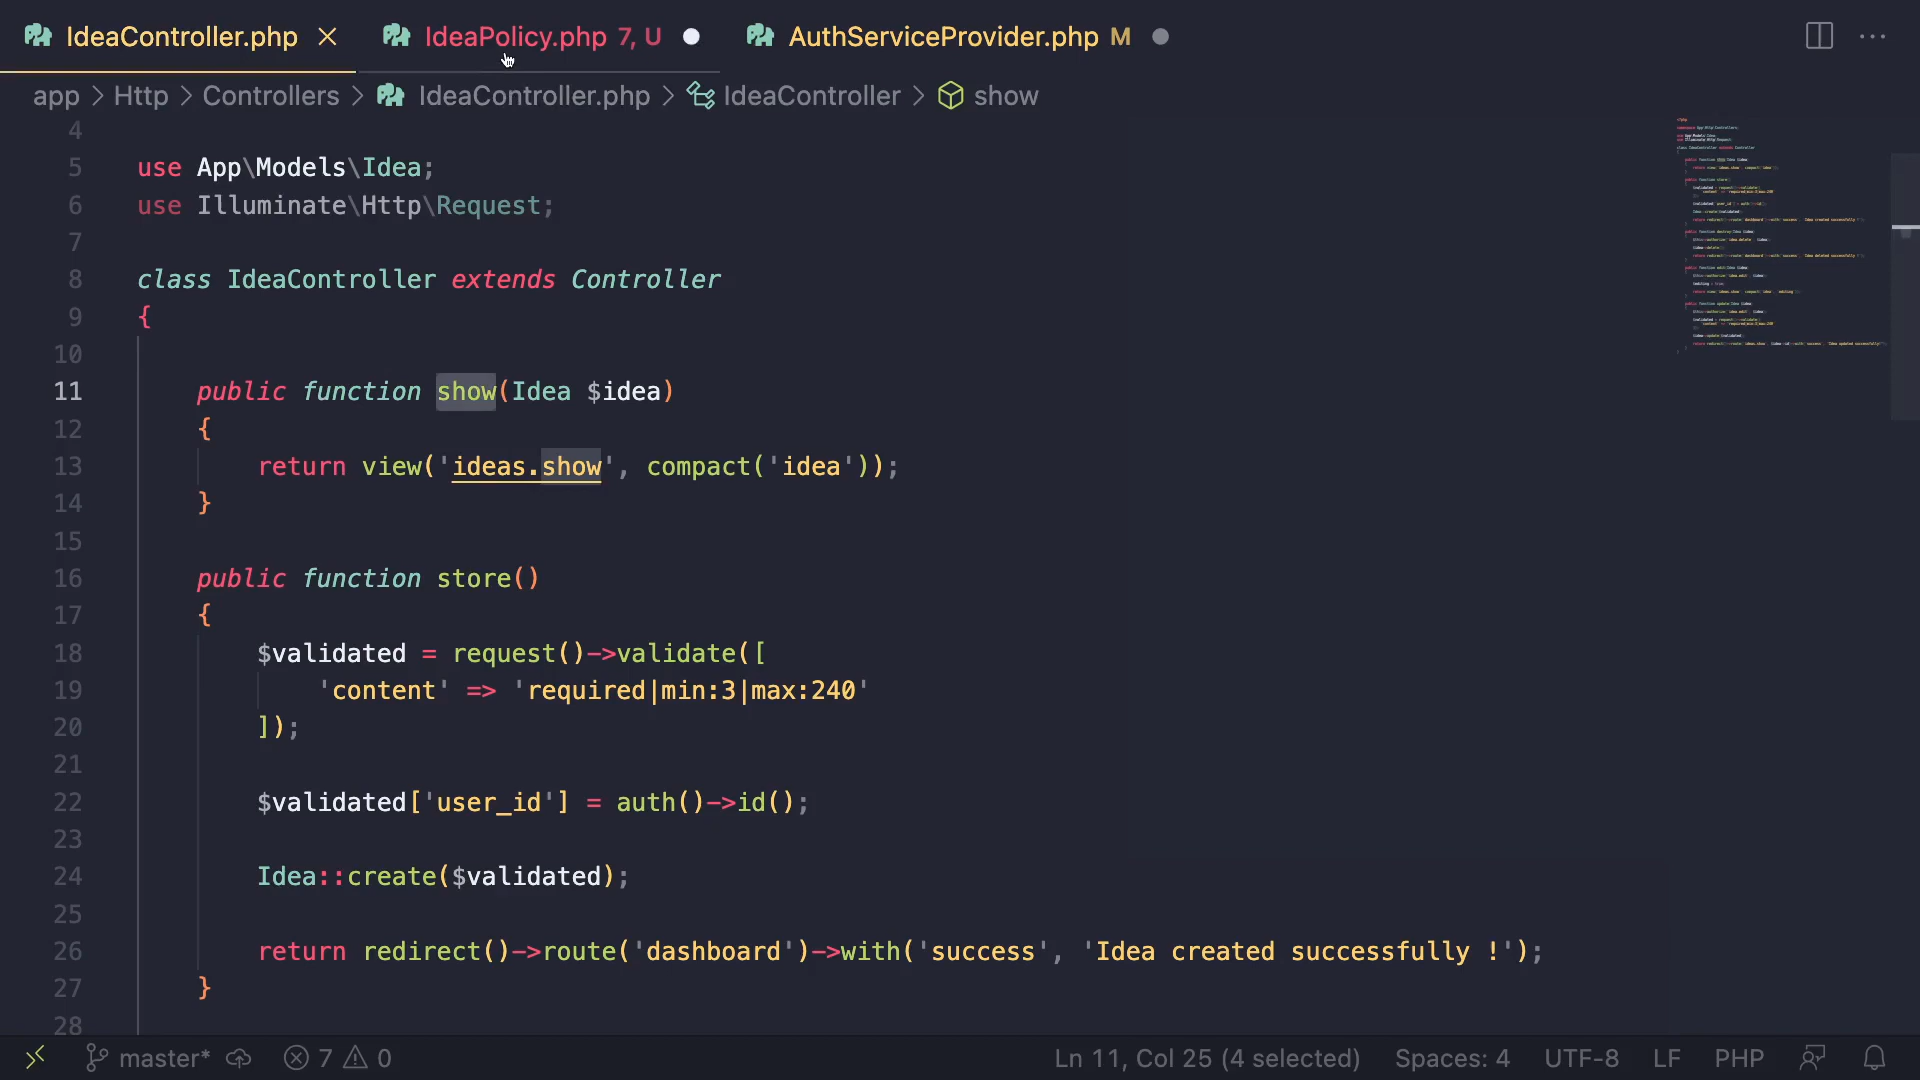 IdeaController.php IdeaPolicy.php 7, U AuthServiceProvider.php M
app > Http > Controllers > IdeaController.php > IdeaController > show
4
5 use App\Models\Idea;
6 use Illuminate\Http\Request;
7
8 class IdeaController extends Controller
9 {
10
11 public function show(Idea $idea)
12 {
13 return view('ideas.show', compact('idea'));
14 }
15
16 public function store()
17 {
18 $validated = request()->validate([
19 'content' => 'required|min:3|max:240'
20 ]);
21
22 $validated['user_id'] = auth()->id();
23
24 Idea::create($validated);
25
26 return redirect()->route('dashboard')->with('success', 'Idea created successfully !');
27 }
28
master* 7 0 Ln 11, Col 25 (4 selected) Spaces: 4 UTF-8 LF PHP